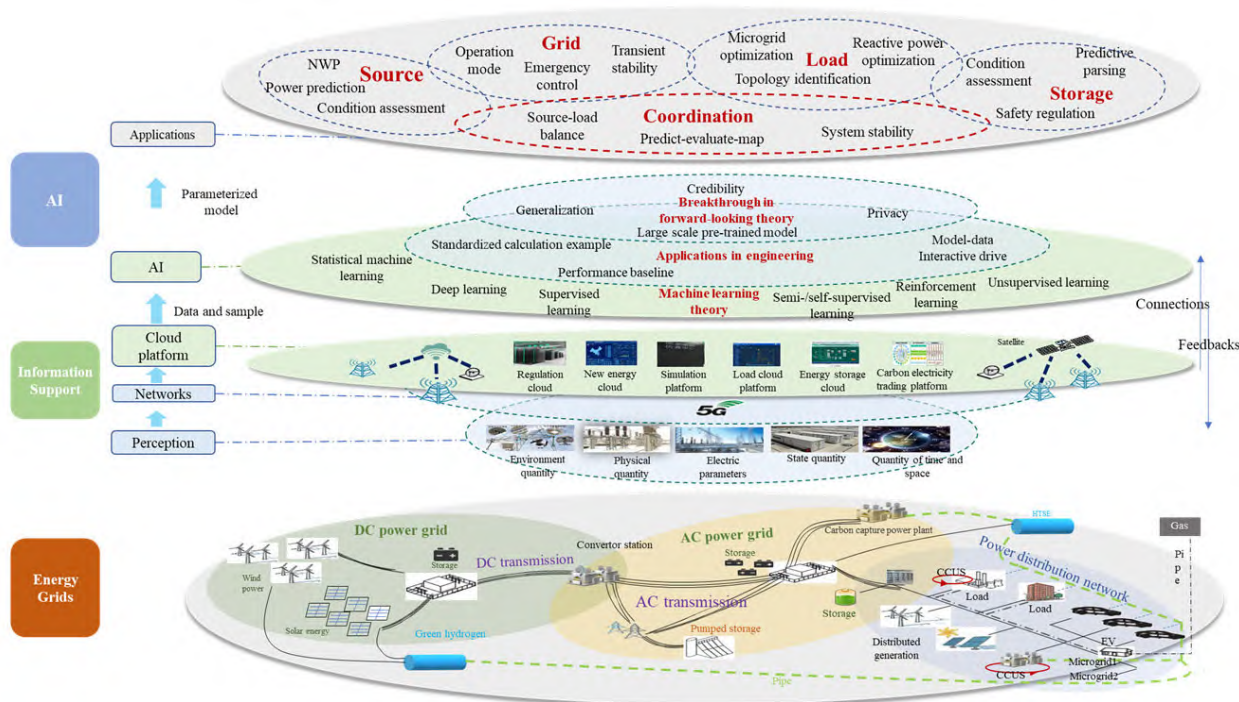 NWP
Power prediction
Source
Condition assessment
Operation
mode
Grid
Emergency
control
Transient
stability
Microgrid
optimization
Load
Reactive power
optimization
Topology identification
Condition
assessment
Predictive
parsing
Storage
Safety regulation
Source-load
balance
Coordination
Predict-evaluate-map
System stability
Applications
AI
Parameterized
model
Credibility
Generalization
Breakthrough in
forward-looking theory
Privacy
Large scale pre-trained model
Standardized calculation example
Applications in engineering
Model-data
Interactive drive
Statistical machine
learning
Performance baseline
Deep learning
Supervised
learning
Machine learning
theory
Semi-/self-supervised
learning
Reinforcement
learning
Unsupervised learning
AI
Data and sample
Connections
Feedbacks
Cloud
platform
Information
Support
Networks
Perception
Regulation
cloud
New energy
cloud
Simulation
platform
Load cloud
platform
Energy storage
cloud
Carbon electricity
trading platform
Satellite
5G
Environment
quantity
Physical
quantity
Electric
parameters
State quantity
Quantity of time and
space
Energy
Grids
DC power grid
Storage
DC transmission
Wind
power
Solar energy
Green hydrogen
Convertor station
AC power grid
Storage
AC transmission
Pumped storage
Carbon capture power plant
Storage
HTSE
Gas
Pi
p
e
Power distribution
network
CCUS
Load
Load
Distributed
generation
EV
CCUS
Microgrid1
Microgrid2
Pipe